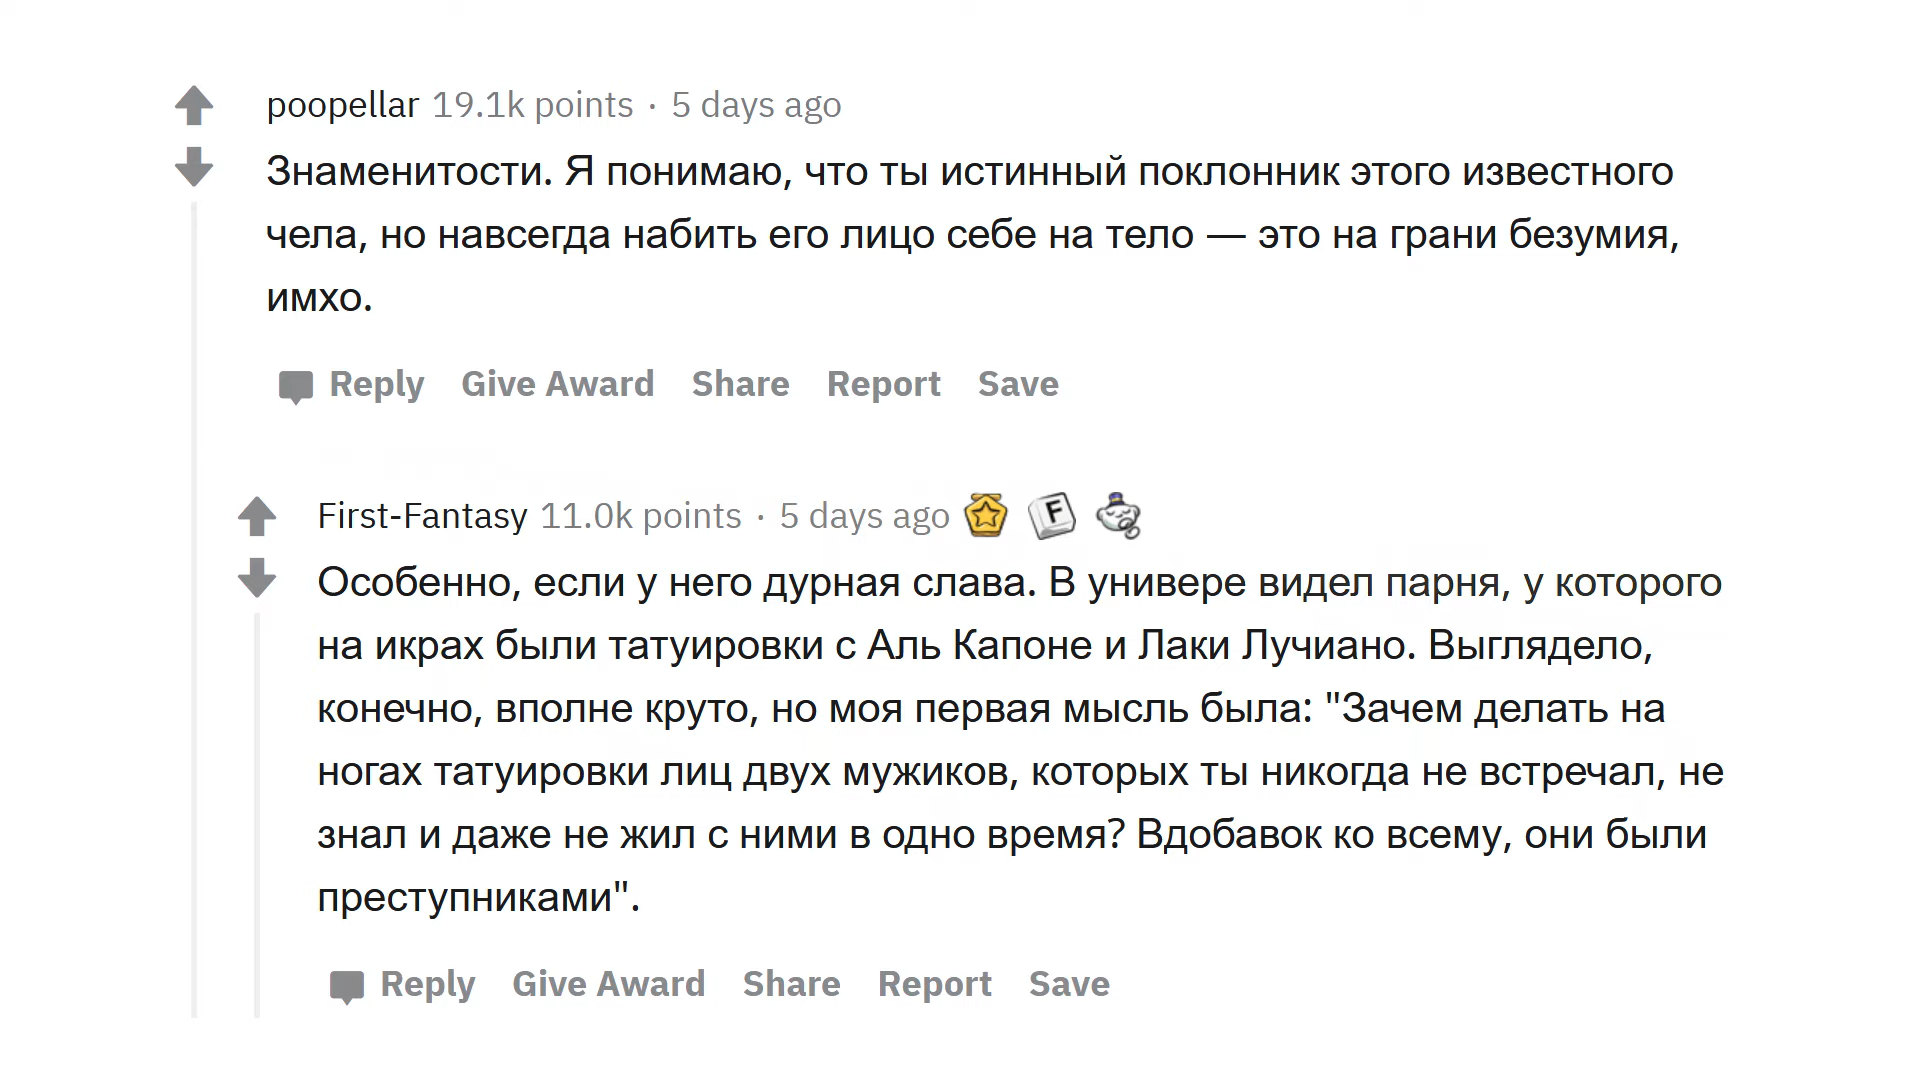 poopellar 19.1k points · 5 days ago
Знаменитости. Я понимаю, что ты истинный поклонник этого известного
чела, но навсегда набить его лицо себе на тело — это на грани безумия,
имхо.
Reply Give Award Share Report Save
First-Fantasy 11.0k points · 5 days ago
F
Особенно, если у него дурная слава. В универе видел парня, у которого
на икрах были татуировки с Аль Капоне и Лаки Лучиано. Выглядело,
конечно, вполне круто, но моя первая мысль была: "Зачем делать на
ногах татуировки лиц двух мужиков, которых ты никогда не встречал, не
знал и даже не жил с ними в одно время? Вдобавок ко всему, они были
преступниками".
Reply Give Award Share Report Save